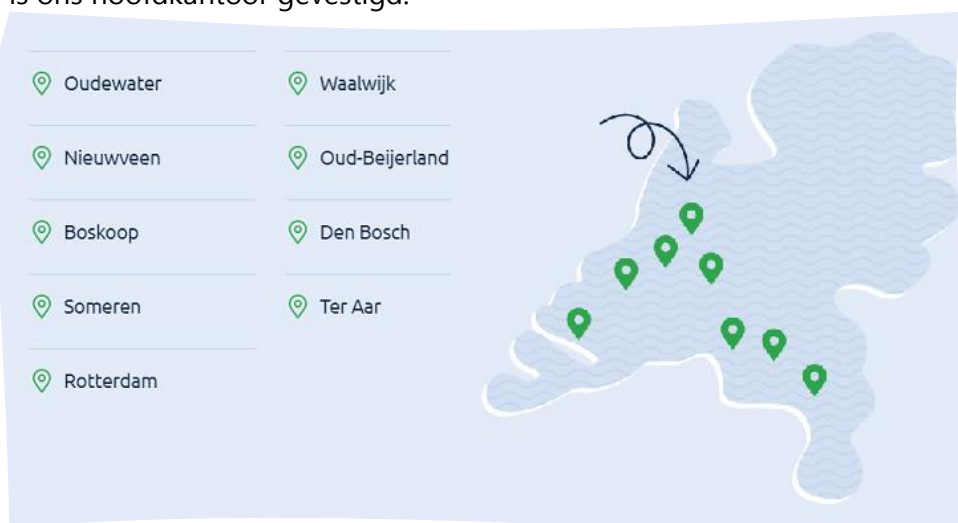 is ons hoofdkantoor gevestigd.
Oudewater
Nieuwveen
Boskoop
Someren
Rotterdam
Waalwijk
Oud-Beijerland
Den Bosch
Ter Aar